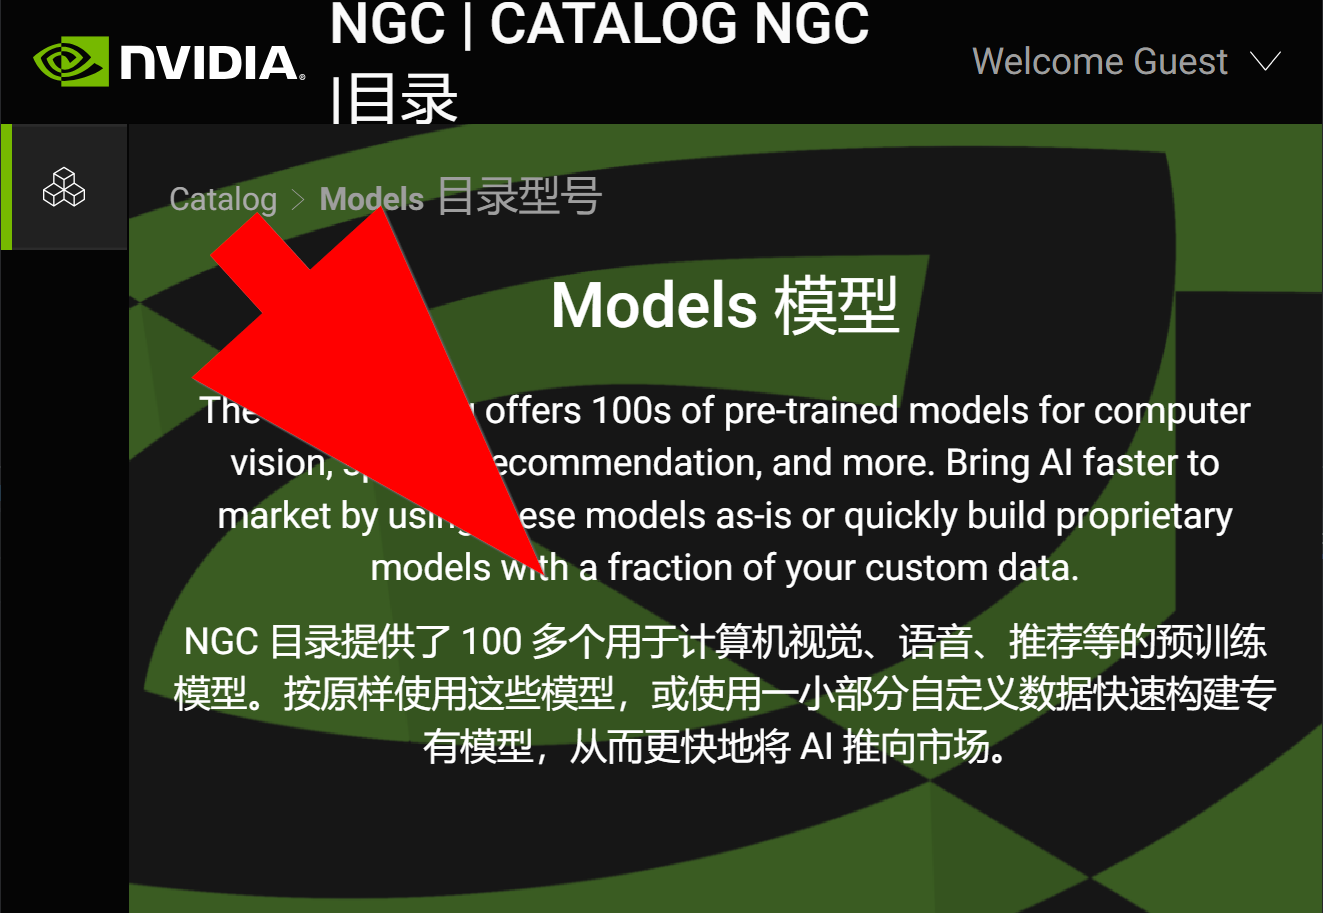 NVIDIA.
NGC | CATALOG NGC
|目录
Welcome Guest
Catalog > Models 目录型号
Models 模型
The offers 100s of pre-trained models for computer
vision, ecommendation, and more. Bring AI faster to
market by using ese models as-is or quickly build proprietary
models with a fraction of your custom data.
NGC 目录提供了 100 多个用于计算机视觉、语音、推荐等的预训练
模型。按原样使用这些模型，或使用一小部分自定义数据快速构建专
有模型，从而更快地将 AI 推向市场。